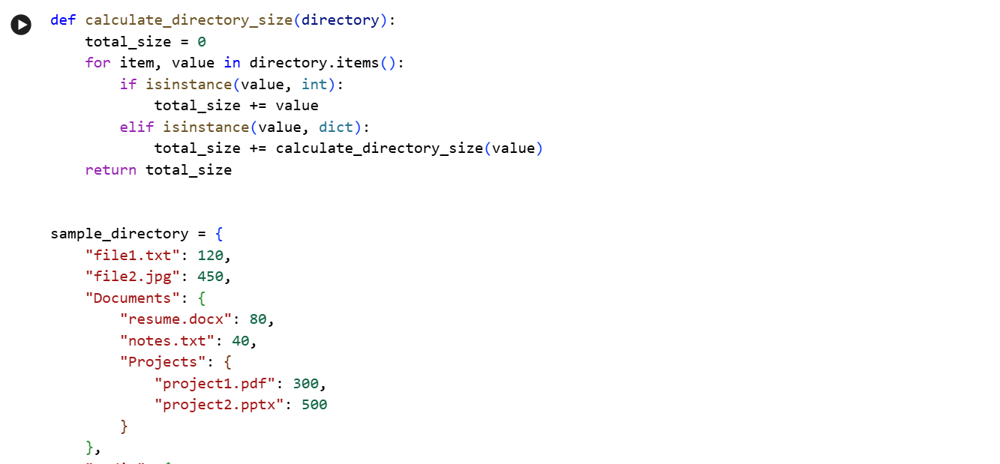 def calculate_directory_size(directory):
    total_size = 0
    for item, value in directory.items():
        if isinstance(value, int):
            total_size += value
        elif isinstance(value, dict):
            total_size += calculate_directory_size(value)
    return total_size
sample_directory = {
    "file1.txt": 120,
    "file2.jpg": 450,
    "Documents": {
        "resume.docx": 80,
        "notes.txt": 40,
        "Projects": {
            "project1.pdf": 300,
            "project2.pptx": 500
        }
    },